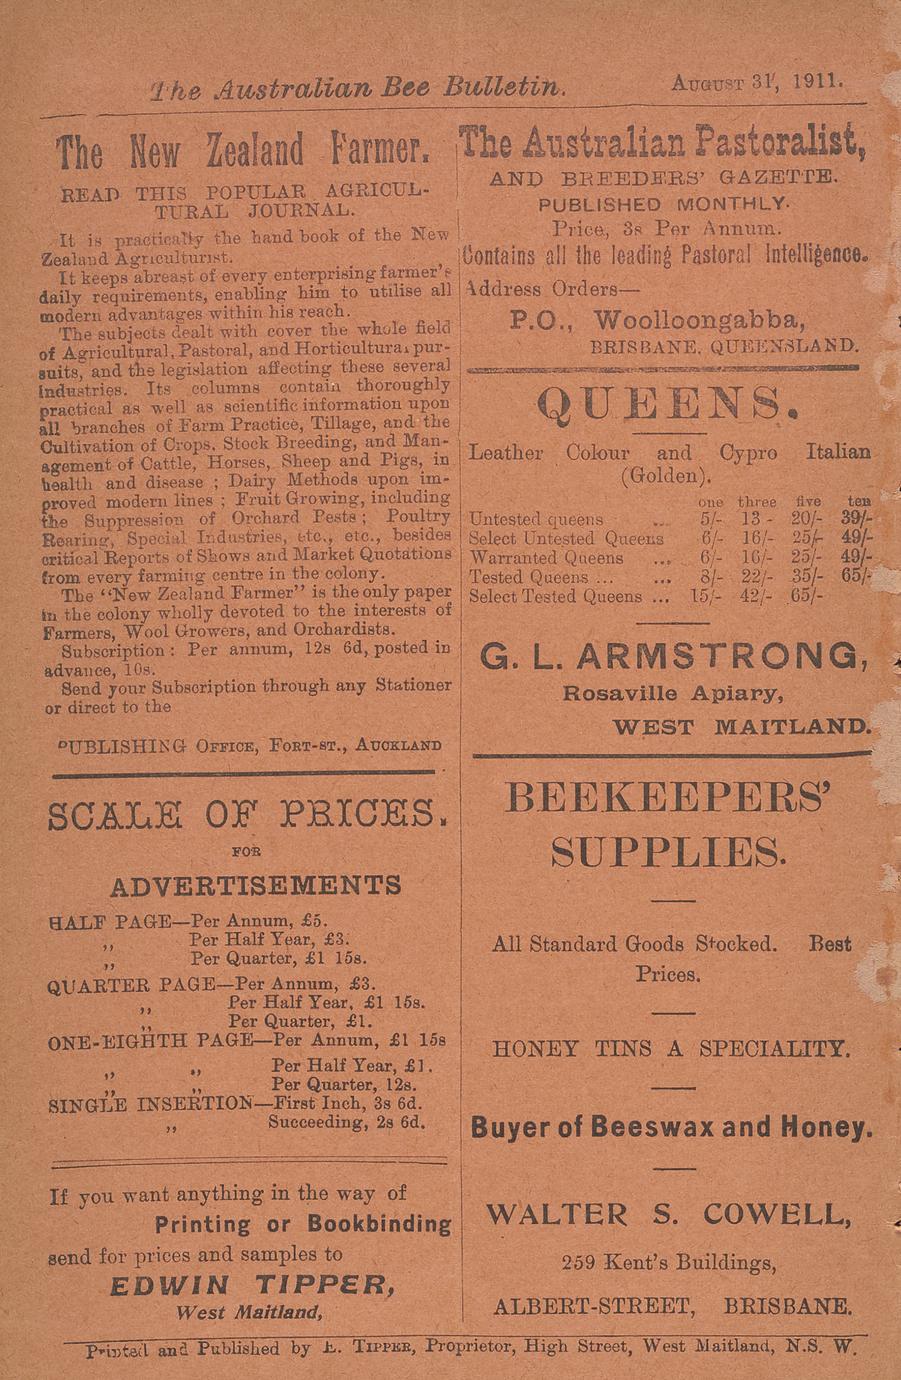 The Australian Bee Bulletin. August 31, 1911.
The New Zealand Farmer.
READ THIS POPULAR AGRICUL-
TURAL JOURNAL.
It is practically the hand book of the New
Zealand Agriculturist.
It keeps abreast of every enterprising farmer's
daily requirements, enabling him to utilise all
modern advantages within his reach.
The subjects dealt with cover the whole field
of Agricultural, Pastoral, and Horticultural pur-
suits, and the legislation affecting these several
industries. Its columns contain thoroughly
practical as well as scientific information upon
all branches of Farm Practice, Tillage, and the
Cultivation of Crops, Stock Breeding, and Man-
agement of Cattle, Horses, Sheep and Pigs, in
health and disease ; Dairy Methods upon im-
proved modern lines ; Fruit Growing, including
the Suppression of Orchard Pests ; Poultry
Rearing, Special Industries, etc., etc., besides
critical Reports of Shows and Market Quotations
from every farming centre in the colony.
The "New Zealand Farmer" is the only paper
in the colony wholly devoted to the interests of
Farmers, Wool Growers, and Orchardists.
Subscription : Per annum, 12s 6d, posted in
advance, 10s.
Send your Subscription through any Stationer
or direct to the
PUBLISHING OFFICE, FORT-ST., AUCKLAND
SCALE OF PRICES.
FOR
ADVERTISEMENTS
HALF PAGE—Per Annum, £5.
,, Per Half Year, £3.
,, Per Quarter, £1 15s.
QUARTER PAGE—Per Annum, £3.
,, Per Half Year, £1 15s.
,, Per Quarter, £1.
ONE-EIGHTH PAGE—Per Annum, £1 15s
,, ,, Per Half Year, £1.
,, ,, Per Quarter, 12s.
SINGLE INSERTION—First Inch, 3s 6d.
,, Succeeding, 2s 6d.
If you want anything in the way of
Printing or Bookbinding
send for prices and samples to
EDWIN TIPPER,
West Maitland,
The Australian Pastoralist,
AND BREEDERS' GAZETTE.
PUBLISHED MONTHLY.
Price, 3s Per Annum.
Contains all the leading Pastoral Intelligence.
Address Orders—
P.O., Woolloongabba,
BRISBANE, QUEENSLAND.
QUEENS.
Leather Colour and Cypro Italian
(Golden).
one three five ten
Untested queens ... 5/- 13 - 20/- 39/-
Select Untested Queens 6/- 16/- 25/- 49/-
Warranted Queens ... 6/- 16/- 25/- 49/-
Tested Queens ... ... 8/- 22/- 35/- 65/-
Select Tested Queens ... 15/- 42/- 65/-
G. L. ARMSTRONG,
Rosaville Apiary,
WEST MAITLAND.
BEEKEEPERS'
SUPPLIES.
All Standard Goods Stocked. Best
Prices.
HONEY TINS A SPECIALITY.
Buyer of Beeswax and Honey.
WALTER S. COWELL,
259 Kent's Buildings,
ALBERT-STREET, BRISBANE.
Printed and Published by E. TIPPER, Proprietor, High Street, West Maitland, N.S. W.